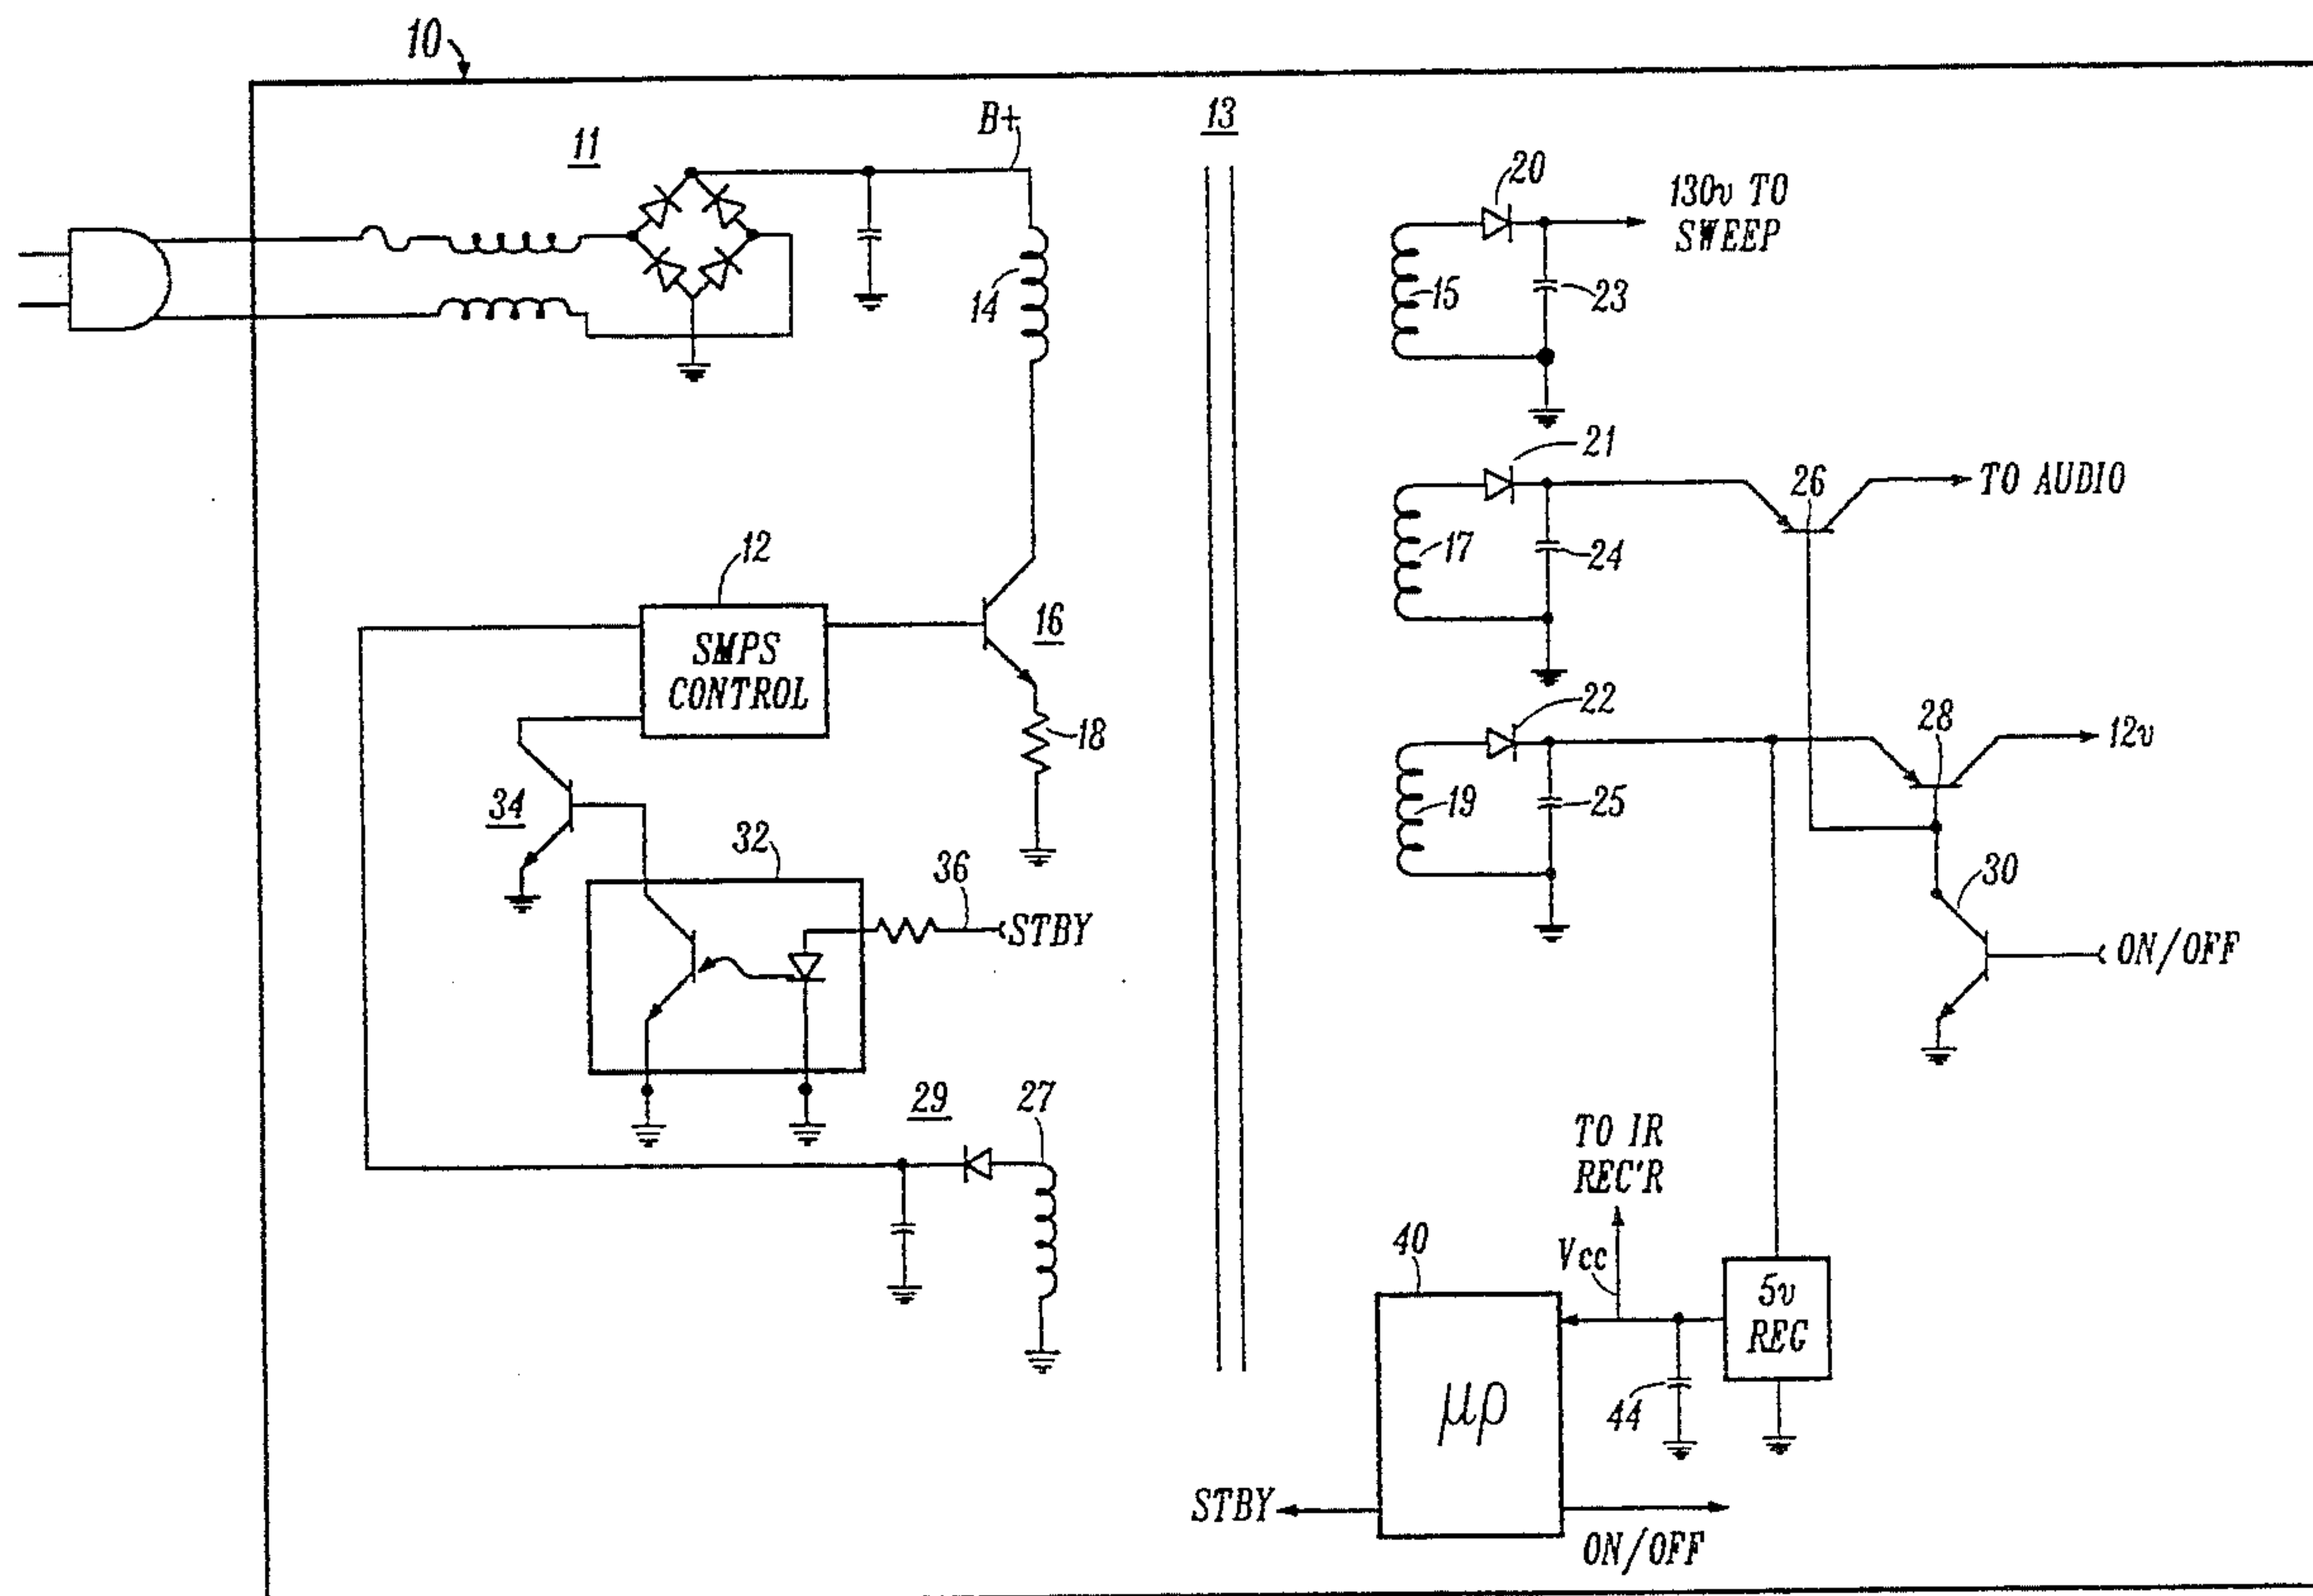 10
11
B+
13
20
130v TO
SWEEP
14
15
23
21
26
TO AUDIO
17
24
12
16
SMPS
CONTROL
22
28
12v
18
34
19
25
32
36
STBY
30
ON/OFF
29
27
TO IR
REC'R
Vcc
40
5v
REG
μρ
44
STBY
ON/OFF